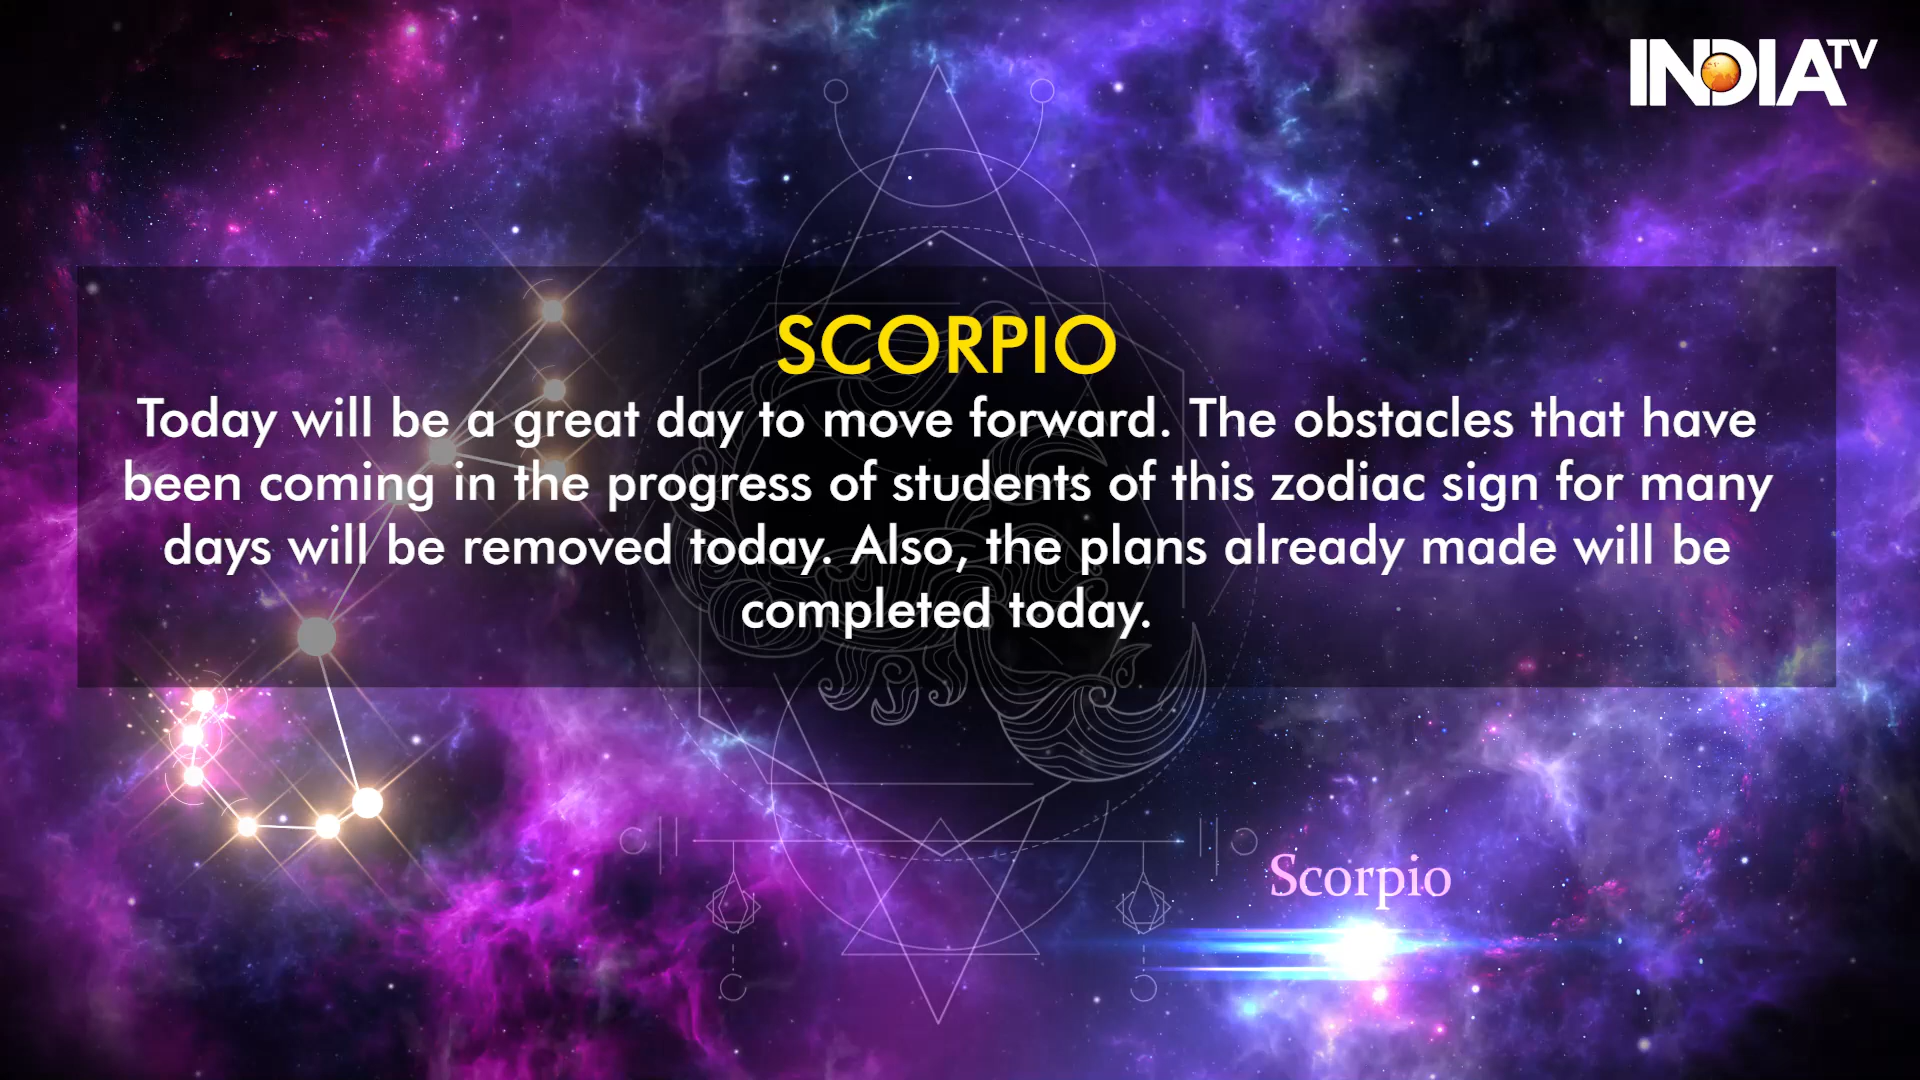 INDIA TV
SCORPIO
Today will be a great day to move forward. The obstacles that have
been coming in the progress of students of this zodiac sign for many
days will be removed today. Also, the plans already made will be
completed today.
Scorpio